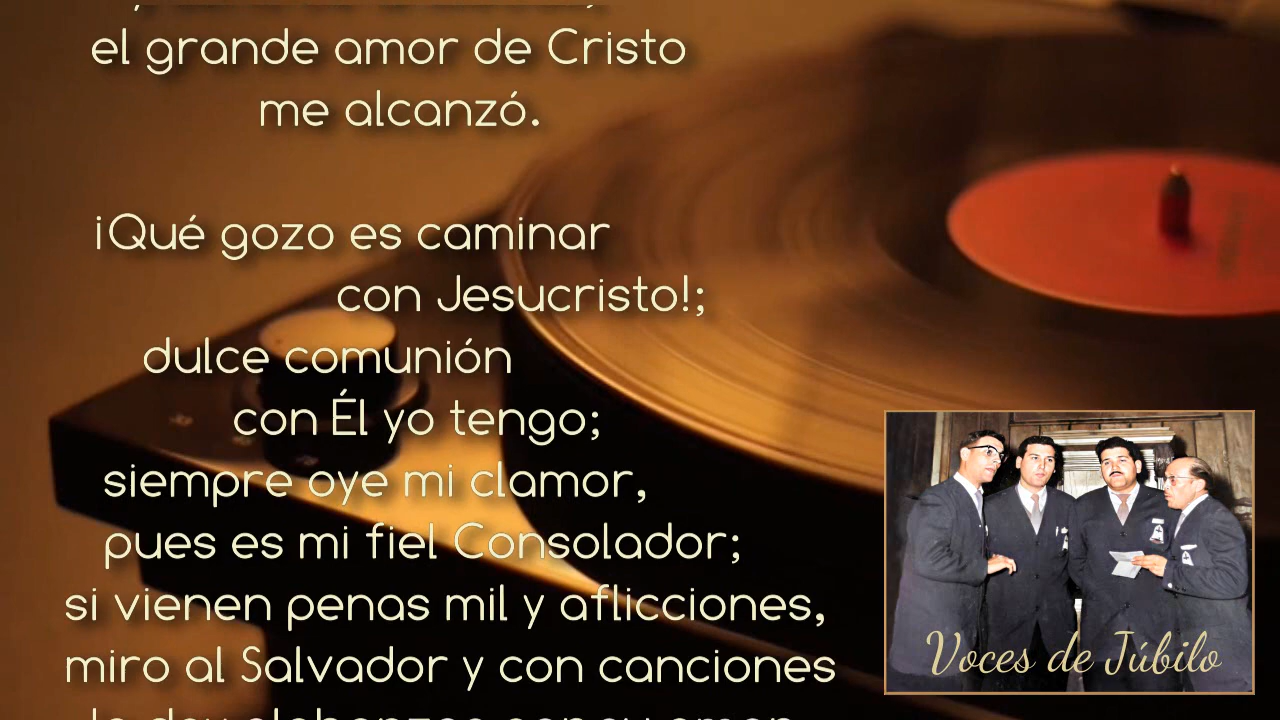 el grande amor de Cristo
me alcanzó.
¡Qué gozo es caminar
con Jesucristo!;
dulce comunión
con Él yo tengo;
siempre oye mi clamor,
pues es mi fiel Consolador;
si vienen penas mil y aflicciones,
miro al Salvador y con canciones
Voces de Júbilo